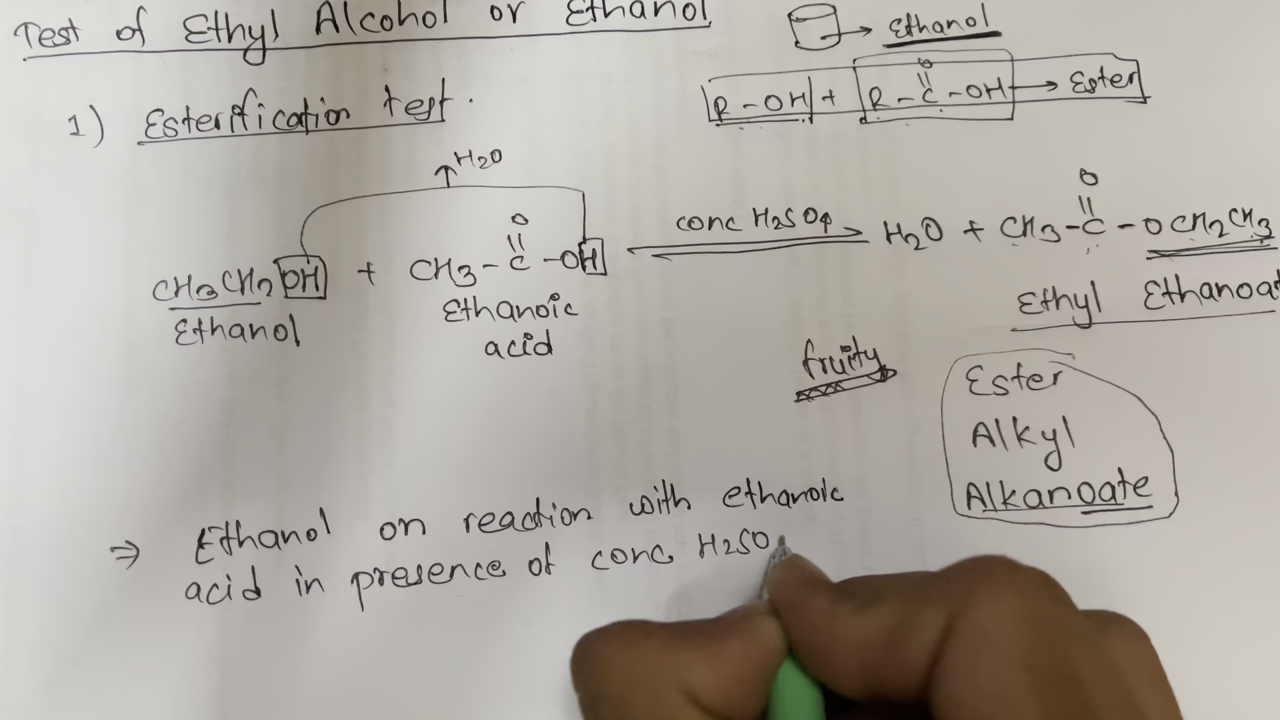 Test of Ethyl Alcohol or Ethanol
→ Ethanol
R-OH + R-C-OH → Ester
O
||
1) Esterification test.
↑H2O
CH3CH2OH + CH3-C-OH
O
||
conc H2SO4
H2O + CH3-C-OCH2CH3
O
||
Ethanol
Ethanoic
acid
Ethyl Ethanoat
fruity
Ester
Alkyl
Alkanoate
⇒ Ethanol on reaction with ethanoic
acid in presence of conc H2SO